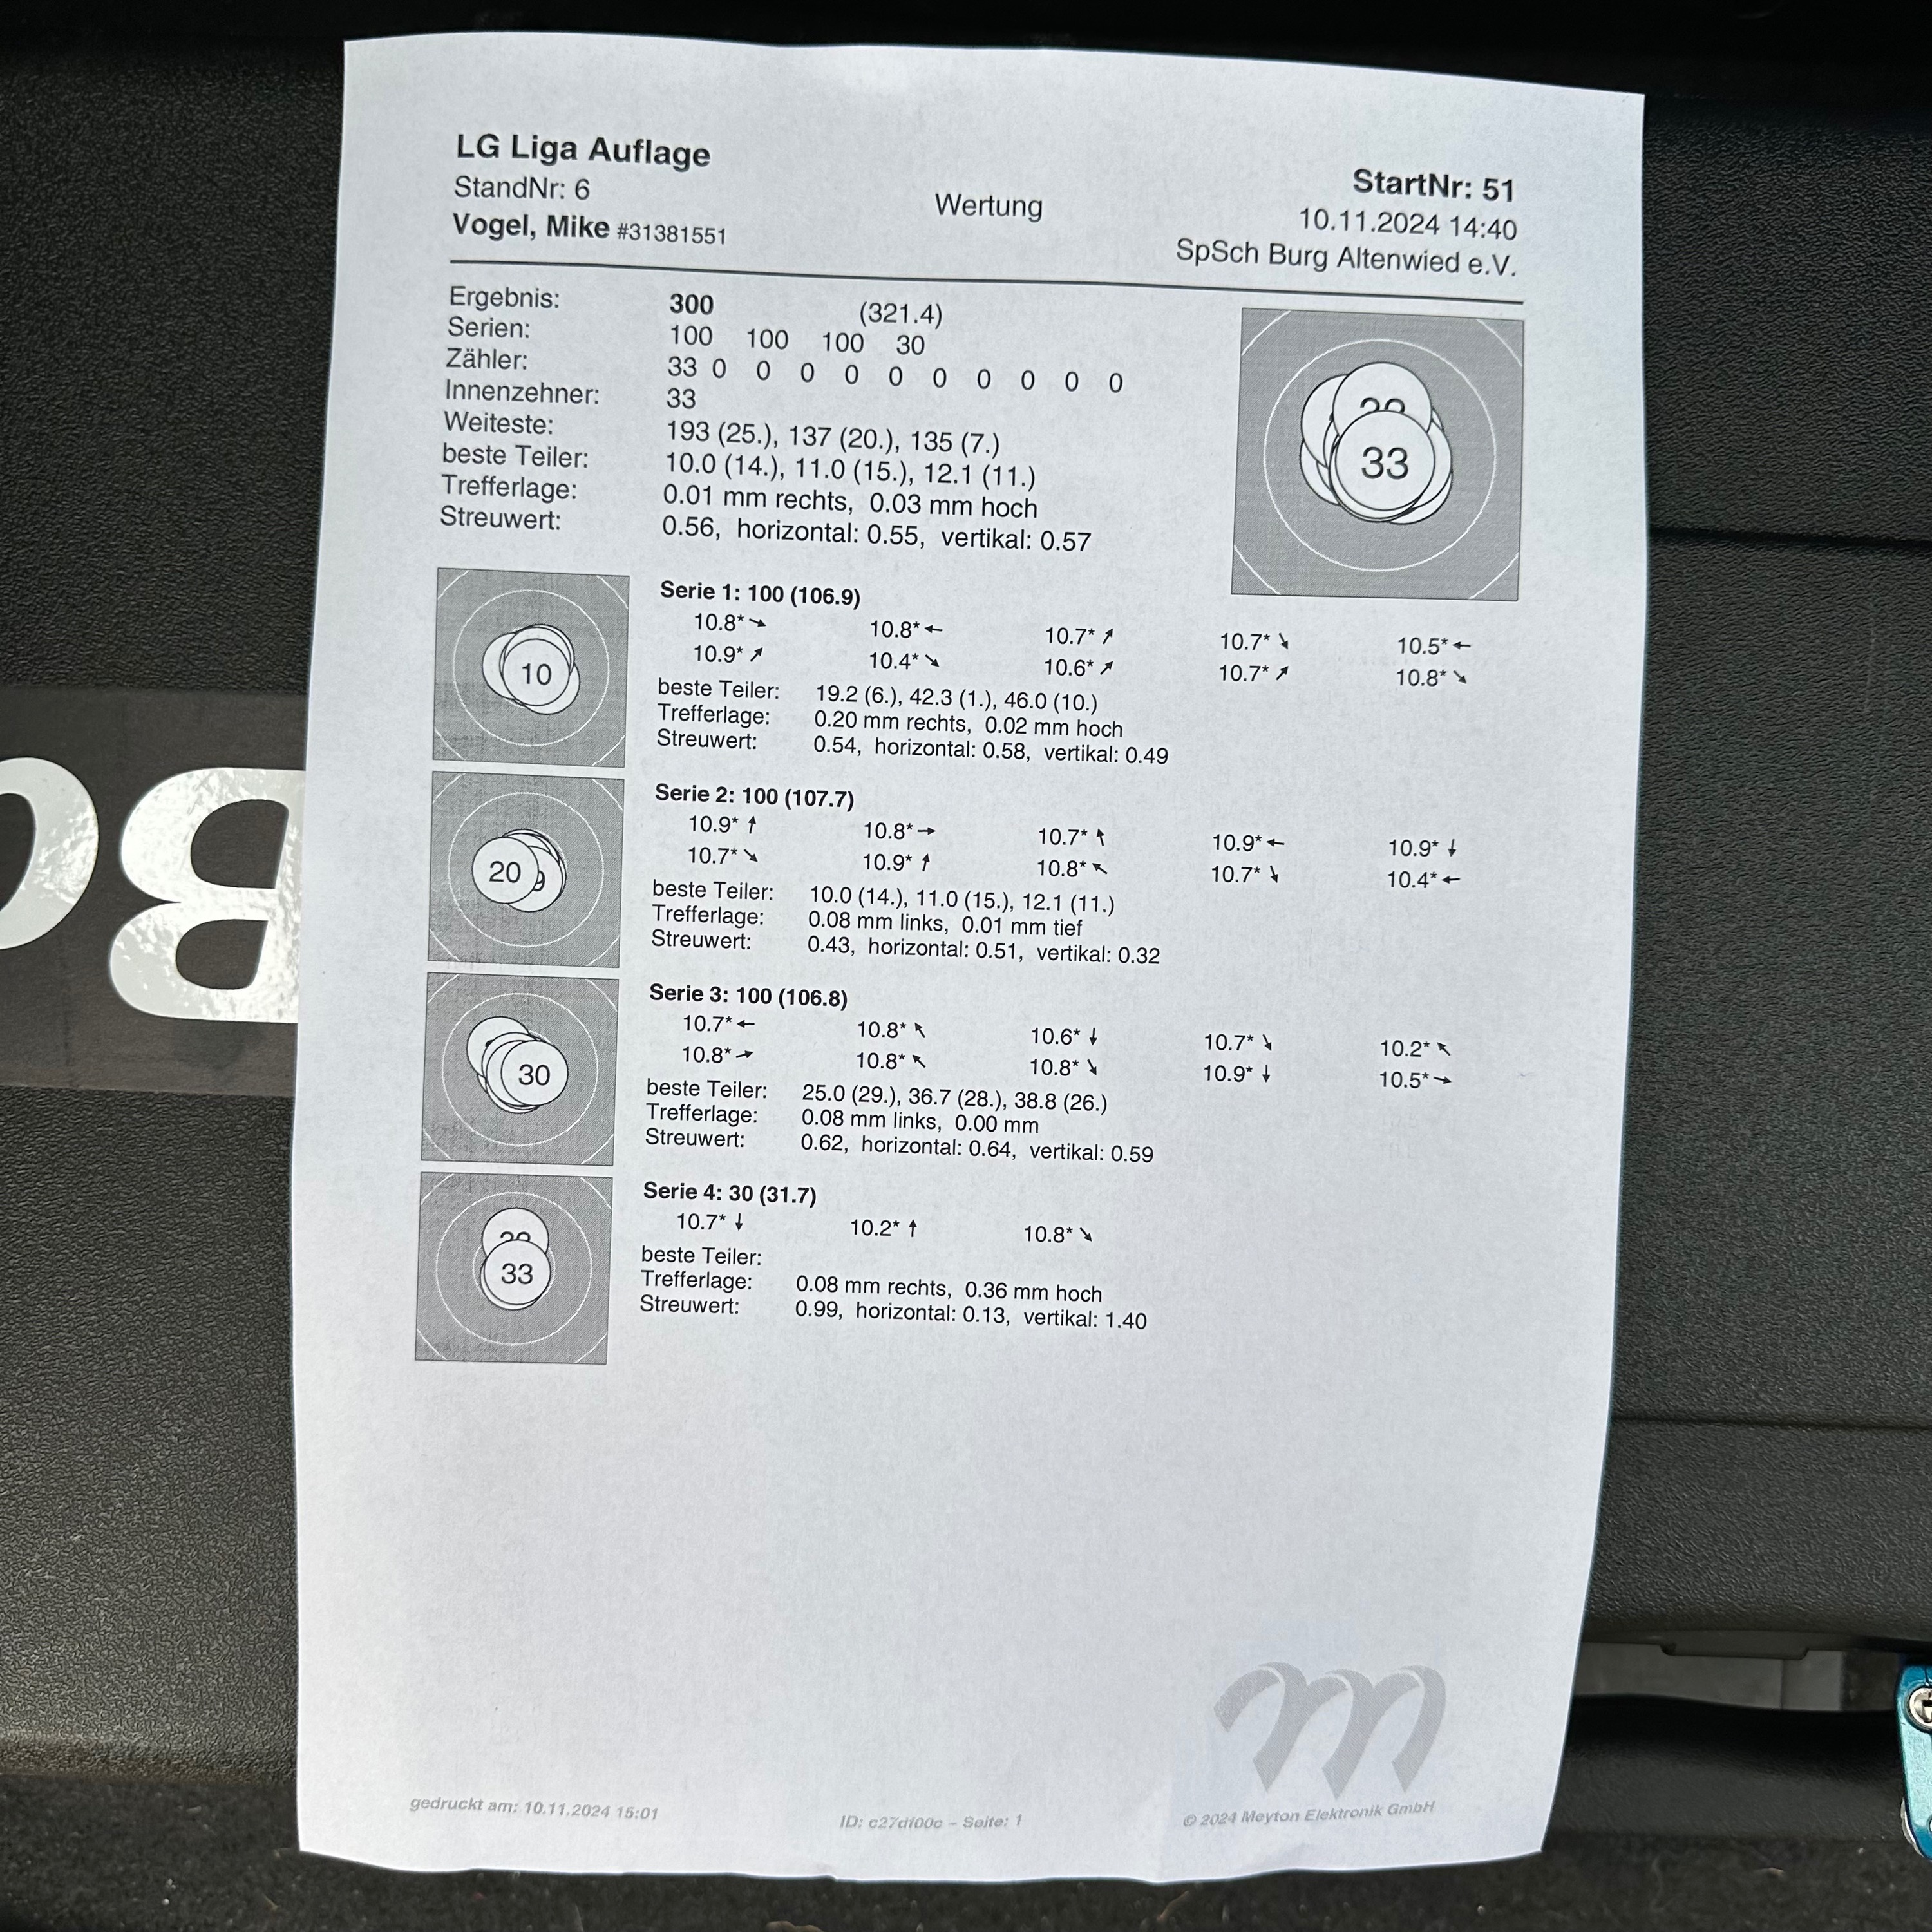 LG Liga Auflage
StandNr: 6
Vogel, Mike #31381551
Wertung
StartNr: 51
10.11.2024 14:40
SpSch Burg Altenwied e.V.
Ergebnis: 300 (321.4)
Serien: 100 100 100 30
Zähler: 33 0 0 0 0 0 0 0 0 0 0
Innenzehner: 33
Weiteste: 193 (25.), 137 (20.), 135 (7.)
beste Teiler: 10.0 (14.), 11.0 (15.), 12.1 (11.)
Trefferlage: 0.01 mm rechts, 0.03 mm hoch
Streuwert: 0.56, horizontal: 0.55, vertikal: 0.57
33
10
Serie 1: 100 (106.9)
10.8*➘ 10.8*← 10.7*↗ 10.7*↘ 10.5*←
10.9*↗ 10.4*↘ 10.6*↗ 10.7*↗ 10.8*↘
beste Teiler: 19.2 (6.), 42.3 (1.), 46.0 (10.)
Trefferlage: 0.20 mm rechts, 0.02 mm hoch
Streuwert: 0.54, horizontal: 0.58, vertikal: 0.49
20
Serie 2: 100 (107.7)
10.9*↑ 10.8*→ 10.7*↑ 10.9*← 10.9*↓
10.7*↘ 10.9*↑ 10.8*↖ 10.7*↘ 10.4*←
beste Teiler: 10.0 (14.), 11.0 (15.), 12.1 (11.)
Trefferlage: 0.08 mm links, 0.01 mm tief
Streuwert: 0.43, horizontal: 0.51, vertikal: 0.32
30
Serie 3: 100 (106.8)
10.7*← 10.8*↖ 10.6*↓ 10.7*↘ 10.2*↖
10.8*→ 10.8*↖ 10.8*↘ 10.9*↓ 10.5*→
beste Teiler: 25.0 (29.), 36.7 (28.), 38.8 (26.)
Trefferlage: 0.08 mm links, 0.00 mm
Streuwert: 0.62, horizontal: 0.64, vertikal: 0.59
33
Serie 4: 30 (31.7)
10.7*↓ 10.2*↑ 10.8*↘
beste Teiler:
Trefferlage: 0.08 mm rechts, 0.36 mm hoch
Streuwert: 0.99, horizontal: 0.13, vertikal: 1.40
m
gedruckt am: 10.11.2024 15:01
ID: c27df00c – Seite: 1
© 2024 Meyton Elektronik GmbH